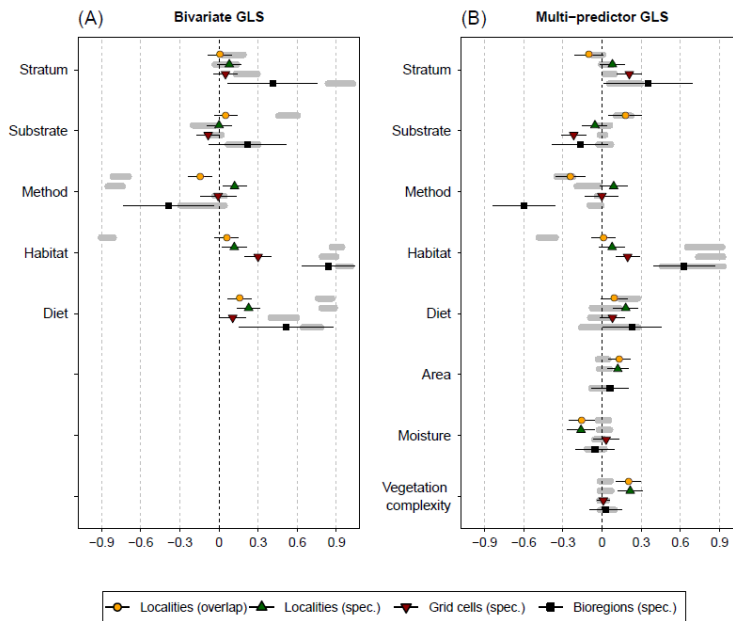 (A) Bivariate GLS
(B) Multi−predictor GLS
Stratum
Substrate
Method
Habitat
Diet
−0.9 −0.6 −0.3 0 0.3 0.6 0.9
Stratum
Substrate
Method
Habitat
Diet
Area
Moisture
Vegetation
complexity
−0.9 −0.6 −0.3 0 0.3 0.6 0.9
Localities (overlap) Localities (spec.) Grid cells (spec.) Bioregions (spec.)